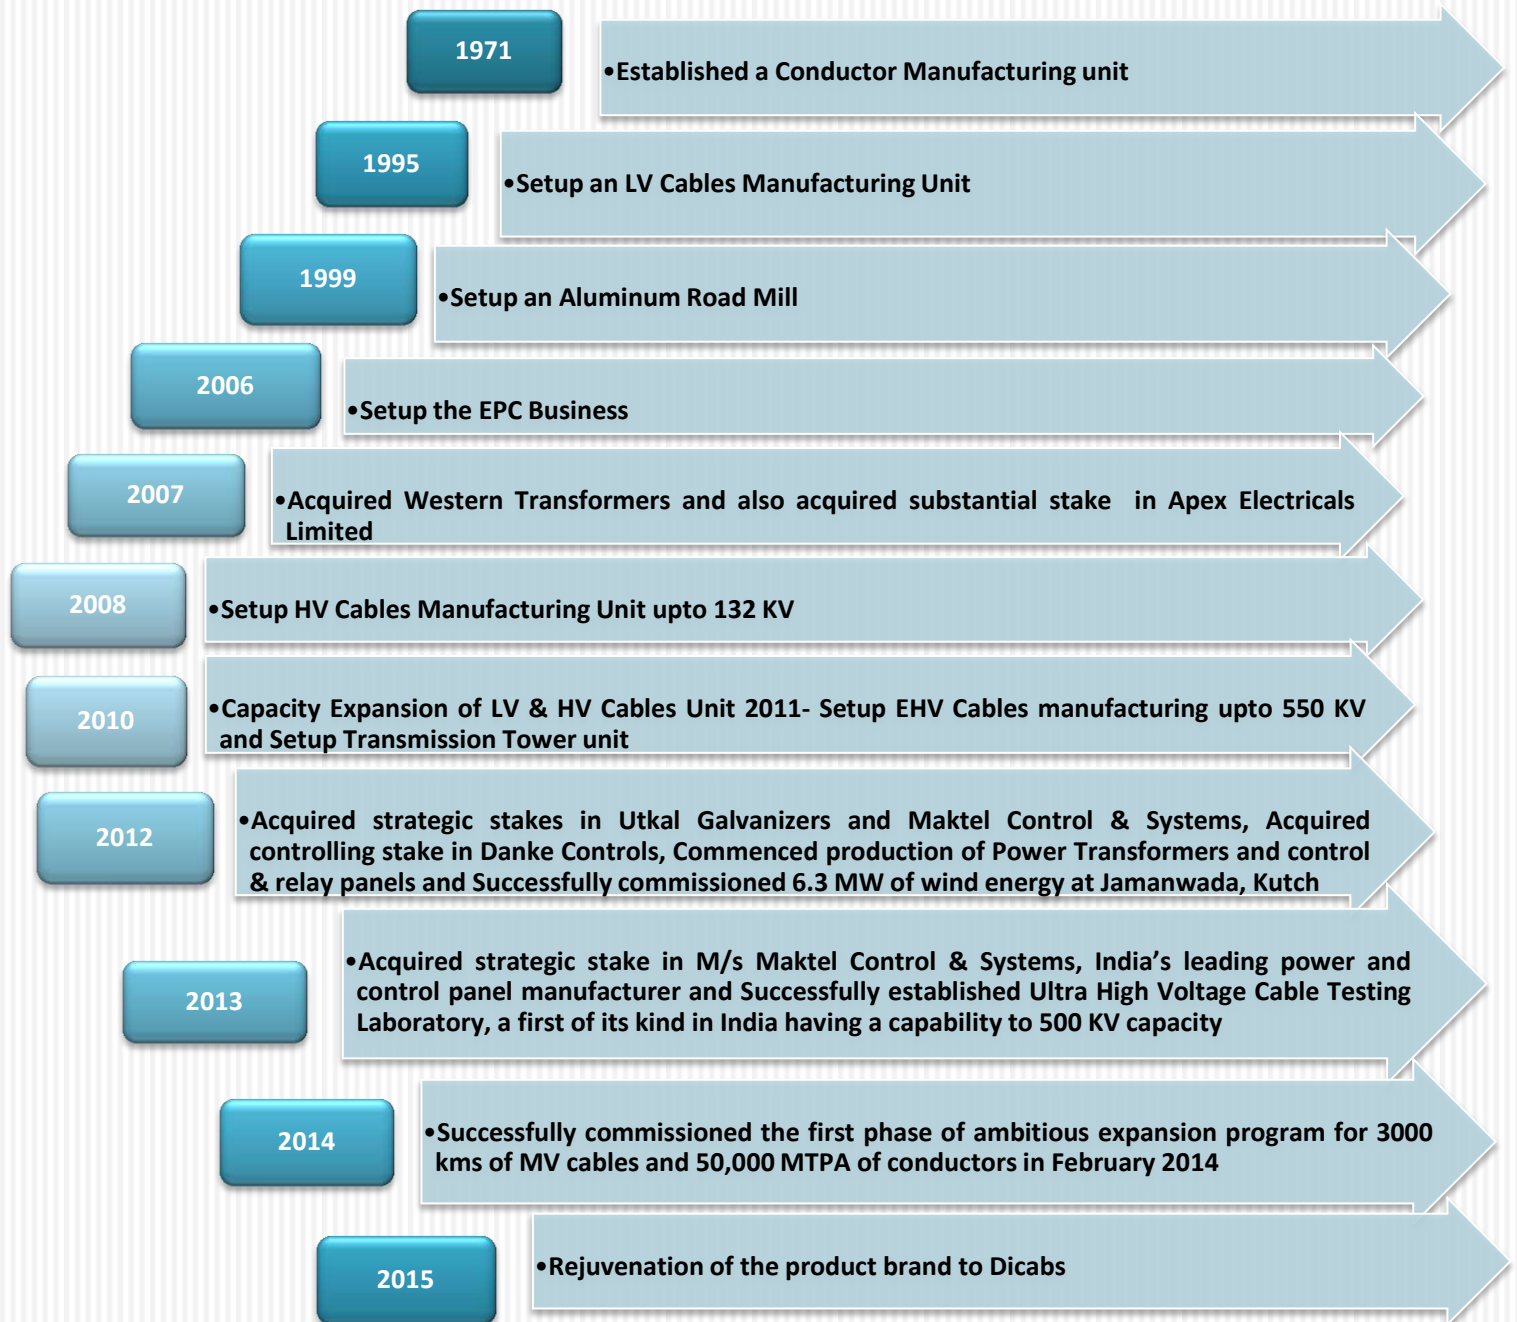 1971
•Established a Conductor Manufacturing unit
1995
•Setup an LV Cables Manufacturing Unit
1999
•Setup an Aluminum Road Mill
2006
•Setup the EPC Business
2007
•Acquired Western Transformers and also acquired substantial stake in Apex Electricals
Limited
2008
•Setup HV Cables Manufacturing Unit upto 132 KV
2010
•Capacity Expansion of LV & HV Cables Unit 2011- Setup EHV Cables manufacturing upto 550 KV
and Setup Transmission Tower unit
2012
•Acquired strategic stakes in Utkal Galvanizers and Maktel Control & Systems, Acquired
controlling stake in Danke Controls, Commenced production of Power Transformers and control
& relay panels and Successfully commissioned 6.3 MW of wind energy at Jamanwada, Kutch
2013
•Acquired strategic stake in M/s Maktel Control & Systems, India’s leading power and
control panel manufacturer and Successfully established Ultra High Voltage Cable Testing
Laboratory, a first of its kind in India having a capability to 500 KV capacity
2014
•Successfully commissioned the first phase of ambitious expansion program for 3000
kms of MV cables and 50,000 MTPA of conductors in February 2014
2015
•Rejuvenation of the product brand to Dicabs